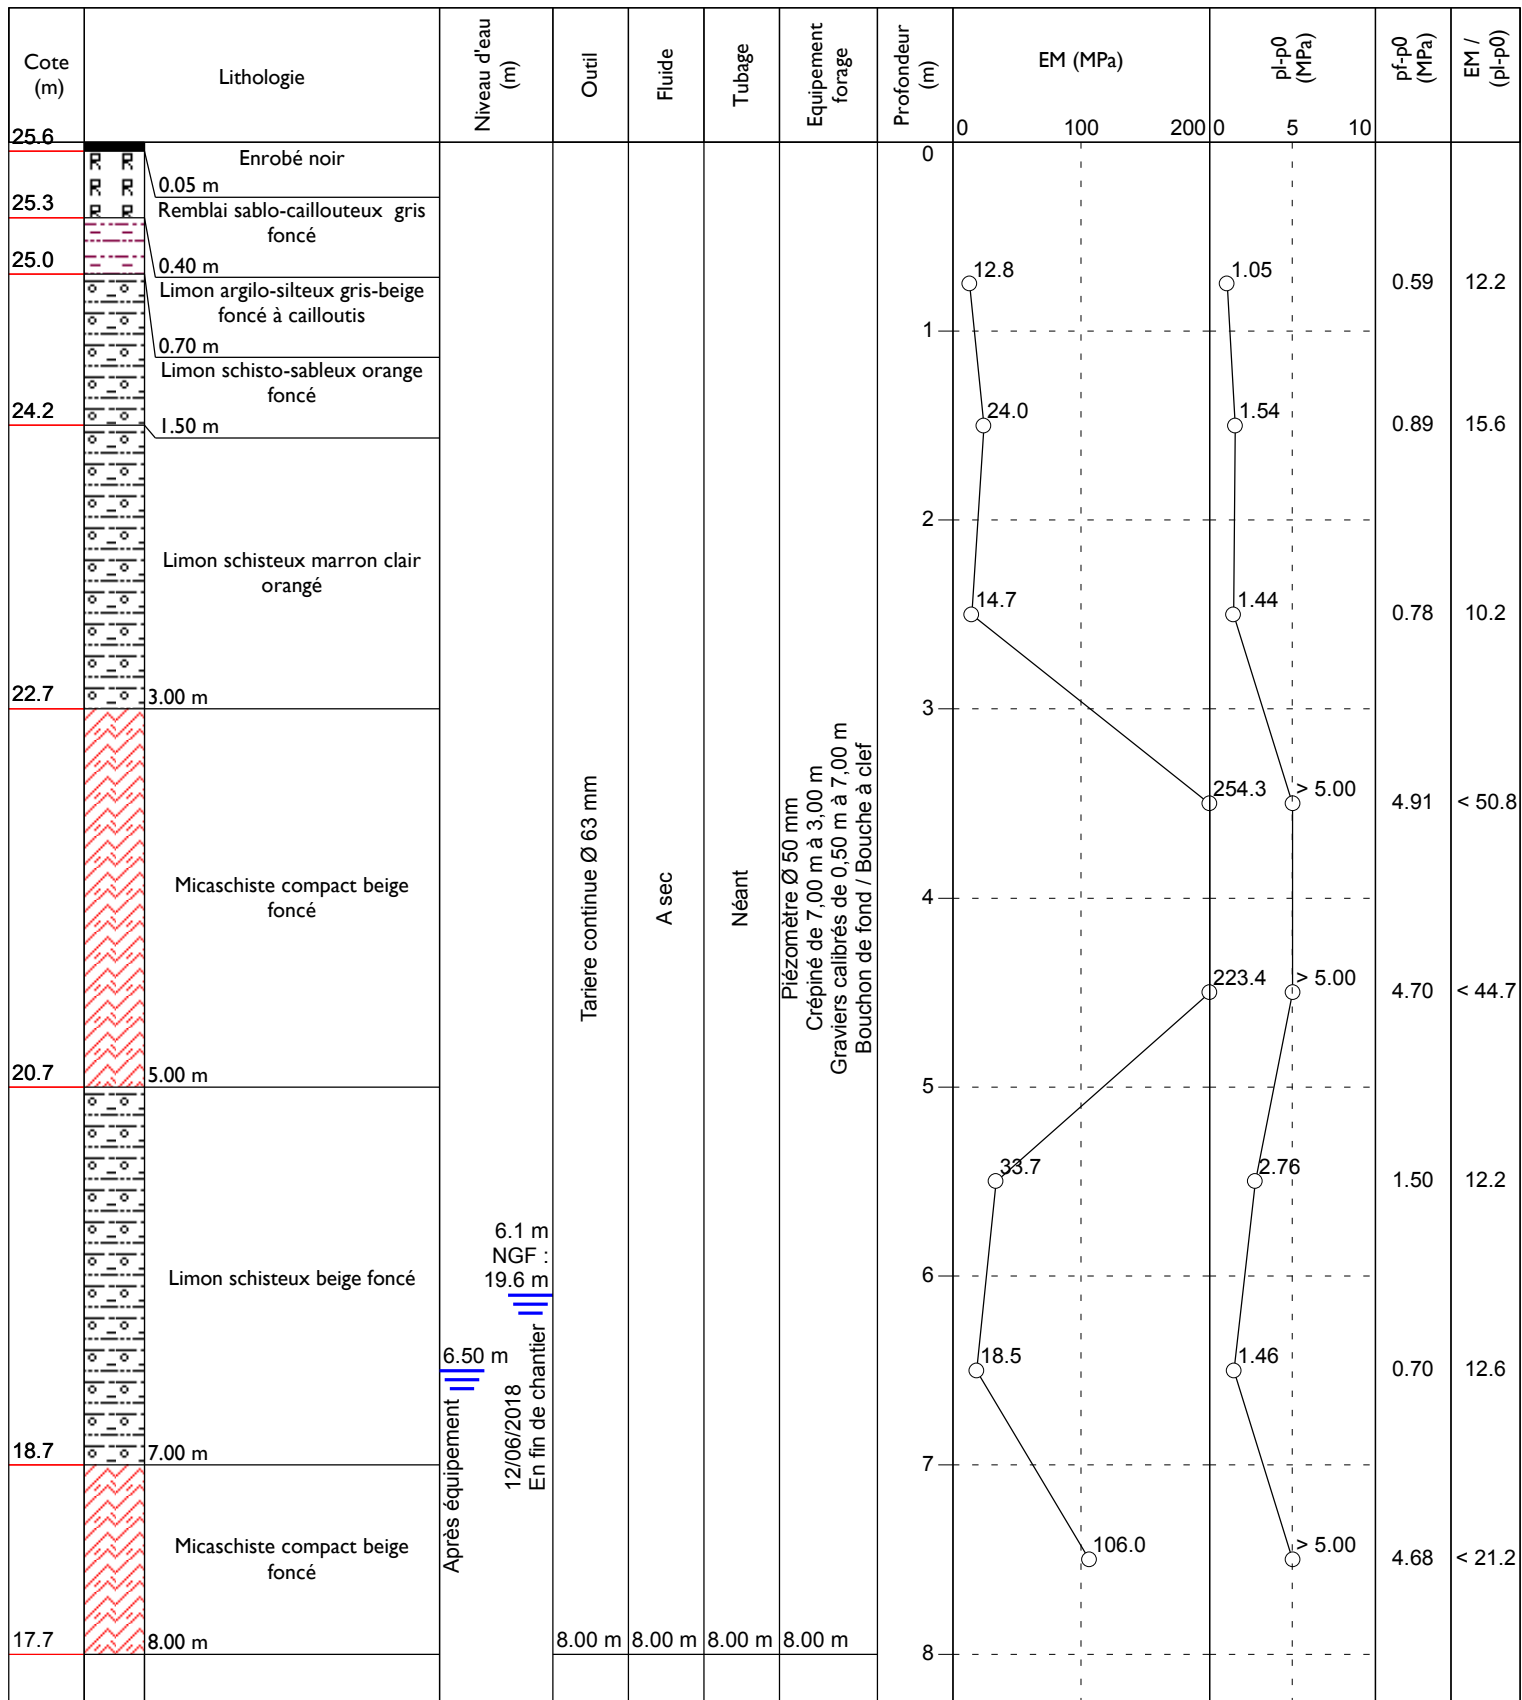 Cote
(m)
Lithologie
Niveau d'eau
(m)
Outil
Fluide
Tubage
Equipement
forage
Profondeur
(m)
EM (MPa)
0 100 200
pl-p0
(MPa)
0 5 10
pf-p0
(MPa)
EM /
(pl-p0)
25.6
Enrobé noir
0.05 m
25.3
Remblai sablo-caillouteux gris
foncé
0.40 m
25.0
Limon argilo-silteux gris-beige
foncé à cailloutis
0.70 m
Limon schisto-sableux orange
foncé
24.2
1.50 m
Limon schisteux marron clair
orangé
22.7
3.00 m
Micaschiste compact beige
foncé
20.7
5.00 m
Limon schisteux beige foncé
18.7
7.00 m
Micaschiste compact beige
foncé
17.7
8.00 m
R R
R R
R R
6.50 m
Après équipement
6.1 m
NGF :
19.6 m
12/06/2018
En fin de chantier
Tariere continue Ø 63 mm
8.00 m
A sec
8.00 m
Néant
8.00 m
Piézomètre Ø 50 mm
Crépiné de 7,00 m à 3,00 m
Graviers calibrés de 0,50 m à 7,00 m
Bouchon de fond / Bouche à clef
8.00 m
0
12.8 1.05 0.59 12.2
1
24.0 1.54 0.89 15.6
2
14.7 1.44 0.78 10.2
3
254.3 > 5.00 4.91 < 50.8
4
223.4 > 5.00 4.70 < 44.7
5
33.7 2.76 1.50 12.2
6
18.5 1.46 0.70 12.6
7
106.0 > 5.00 4.68 < 21.2
8